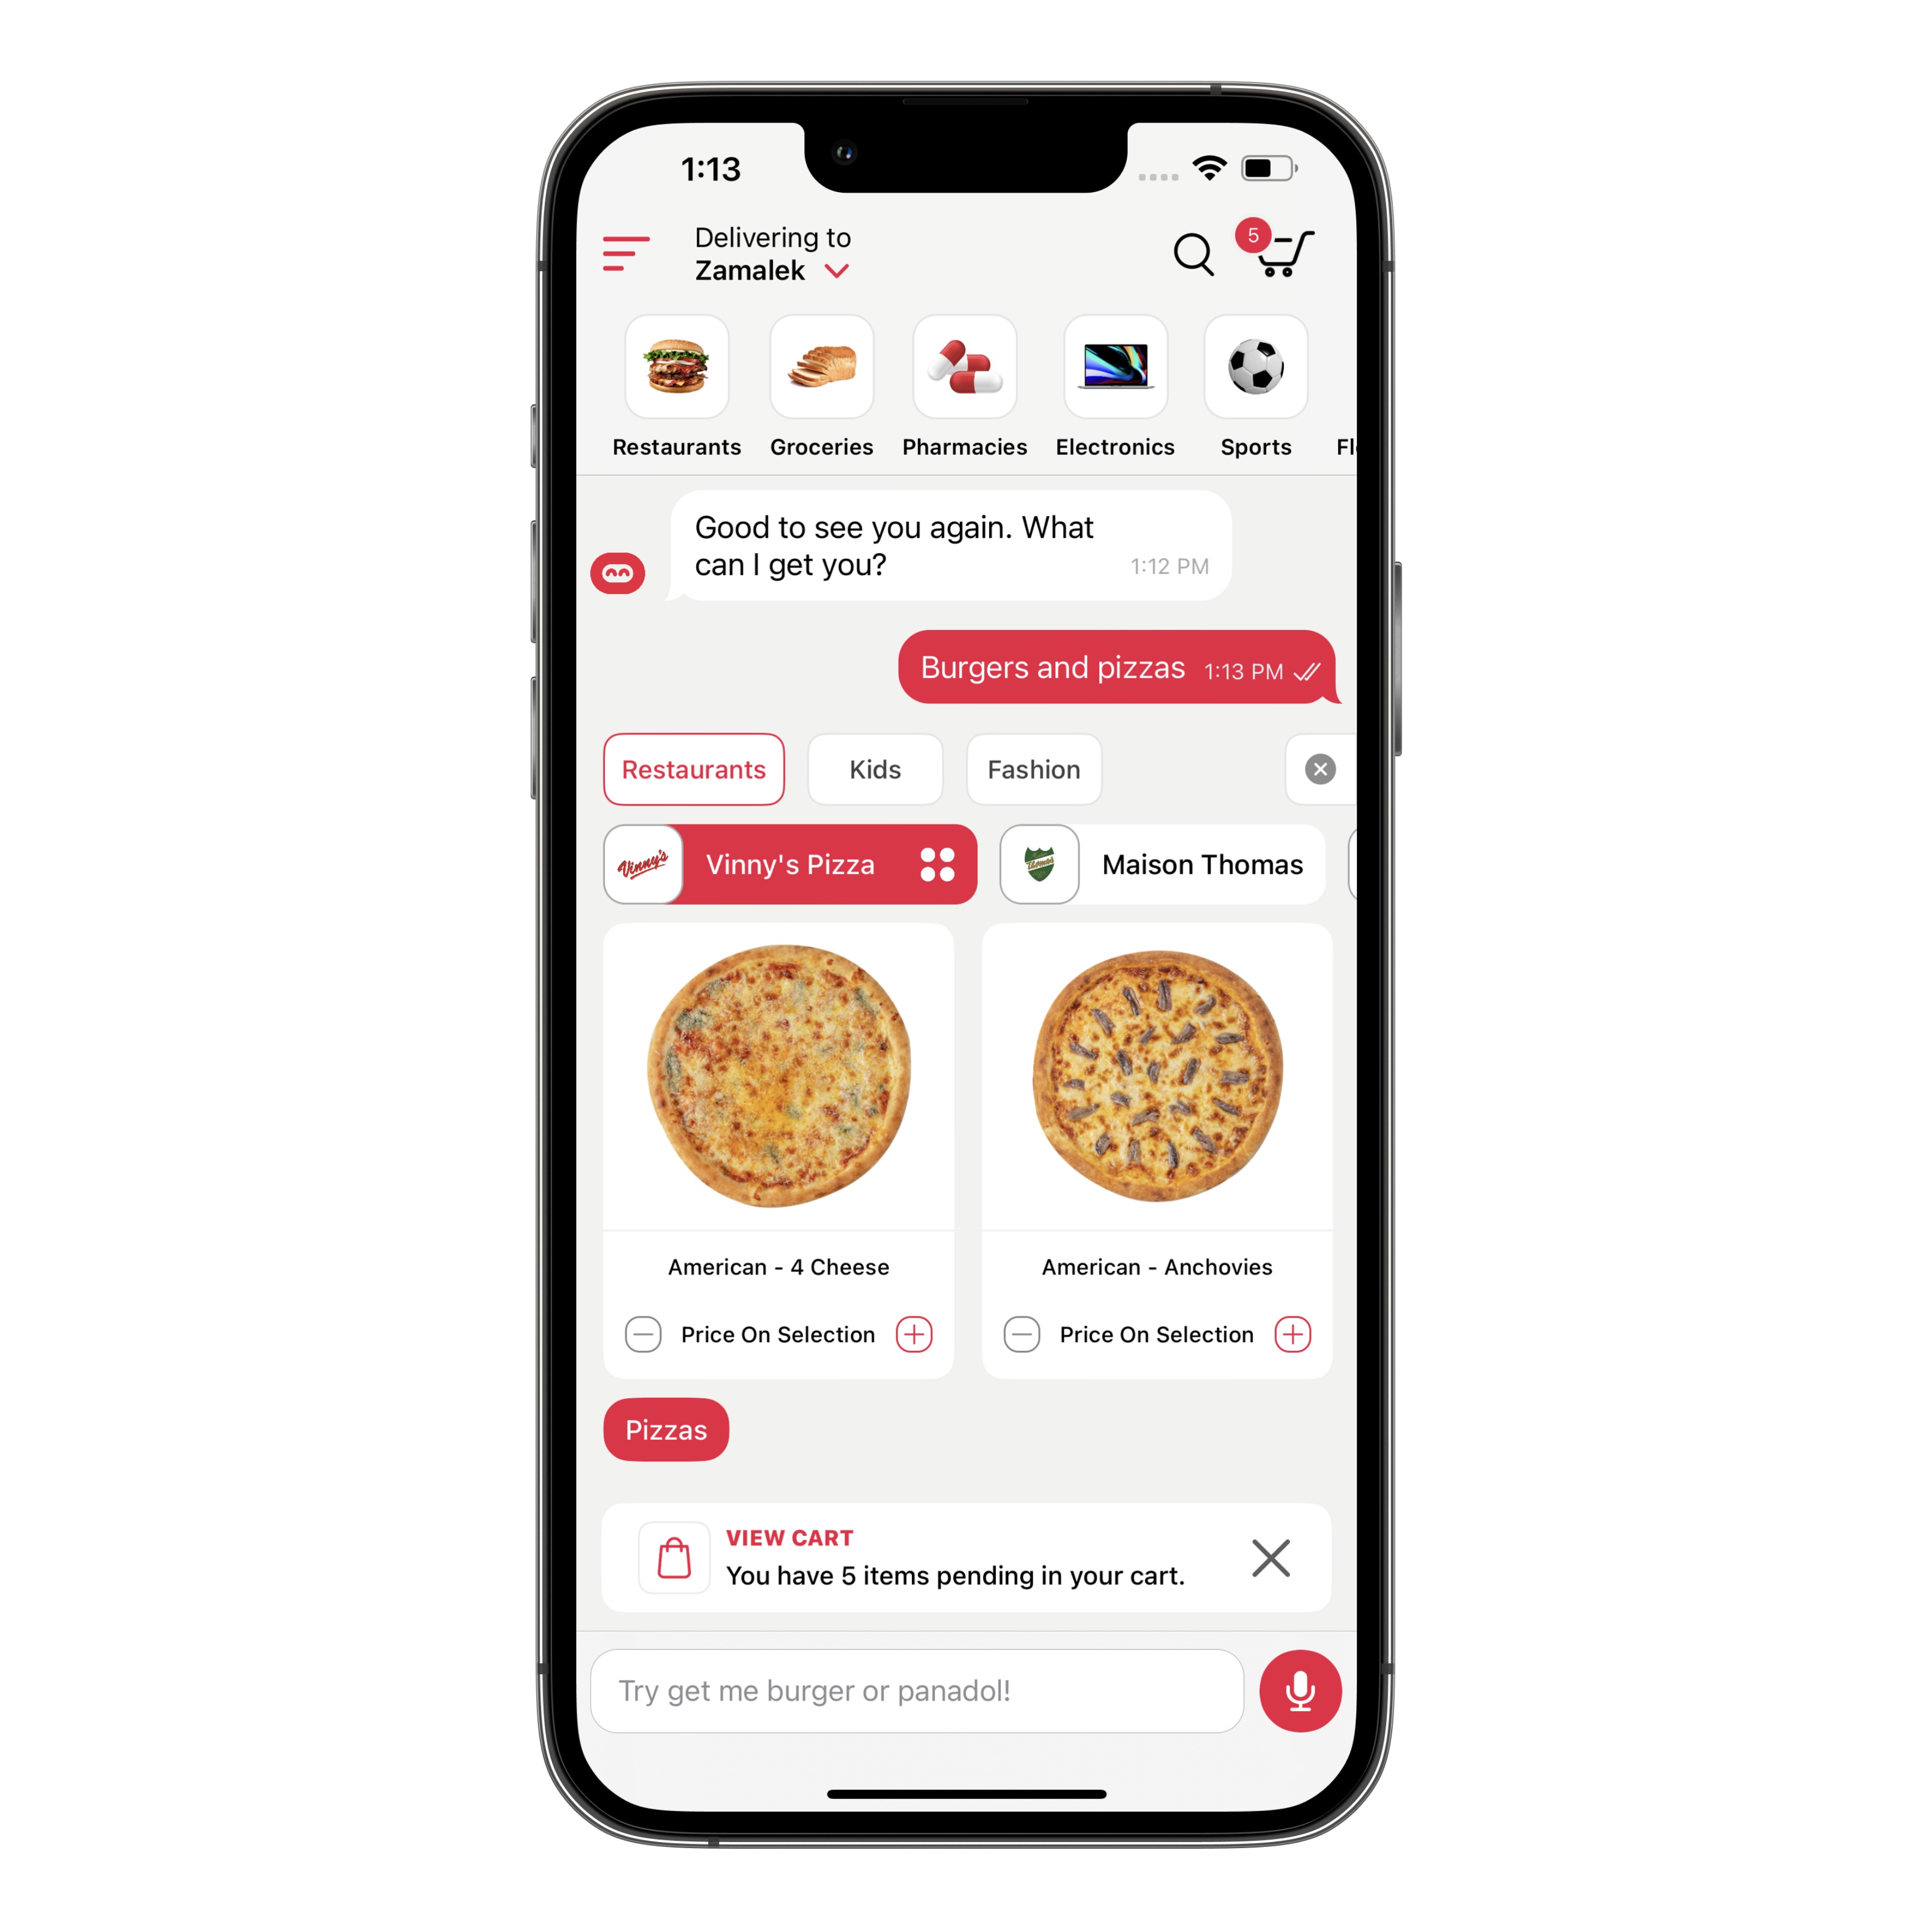 1:13
Delivering to
Zamalek
5
Restaurants
Groceries
Pharmacies
Electronics
Sports
Fl
Good to see you again. What
can I get you?
1:12 PM
Burgers and pizzas 1:13 PM
Restaurants
Kids
Fashion
Vinny's
Vinny's Pizza
Thomas
Maison Thomas
American - 4 Cheese
American - Anchovies
Price On Selection
Price On Selection
Pizzas
VIEW CART
You have 5 items pending in your cart.
Try get me burger or panadol!